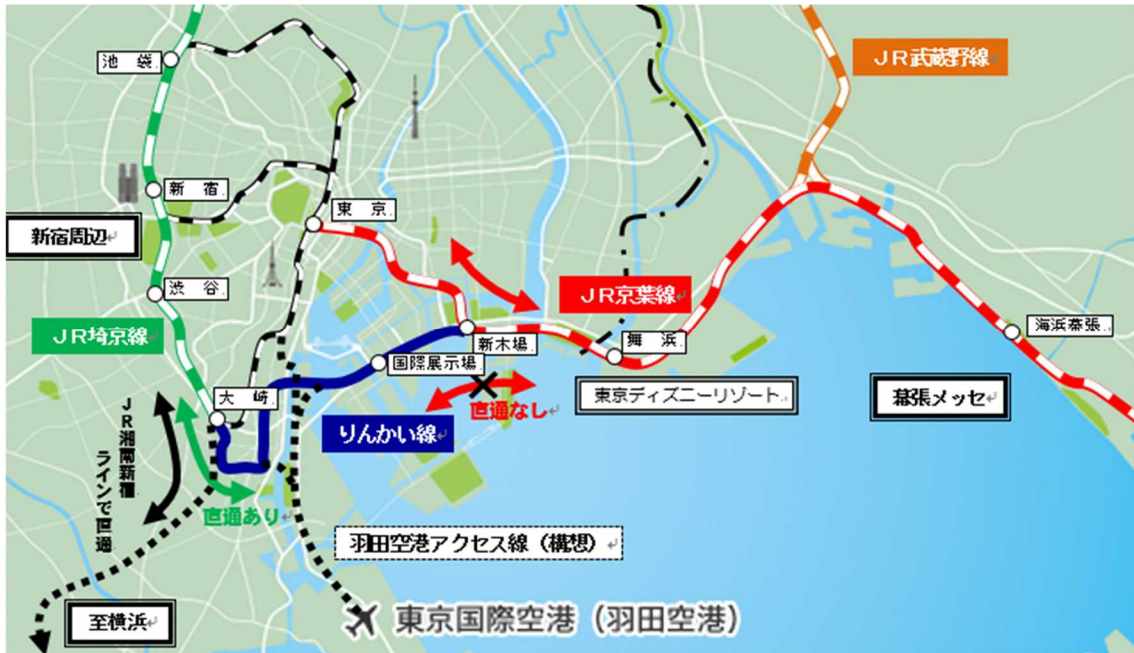 池 袋
JR武蔵野線
新 宿
東 京
新宿周辺
渋 谷
JR京葉線
JR埼京線
新木場
舞 浜
海浜幕張
国際展示場
大 崎
直通なし
東京ディズニーリゾート
幕張メッセ
りんかい線
JR湘南新宿
ラインで直通
直通あり
羽田空港アクセス線（構想）
至横浜
東京国際空港（羽田空港）